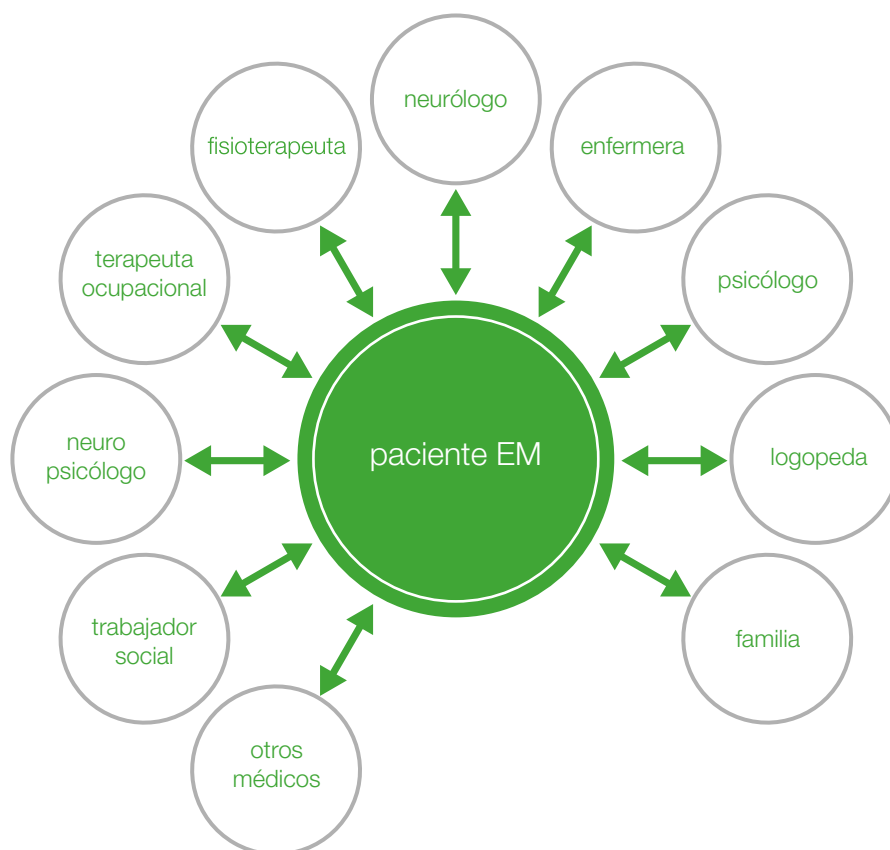 neurólogo
fisioterapeuta
enfermera
terapeuta
ocupacional
psicólogo
neuro
psicólogo
paciente EM
logopeda
trabajador
social
familia
otros
médicos